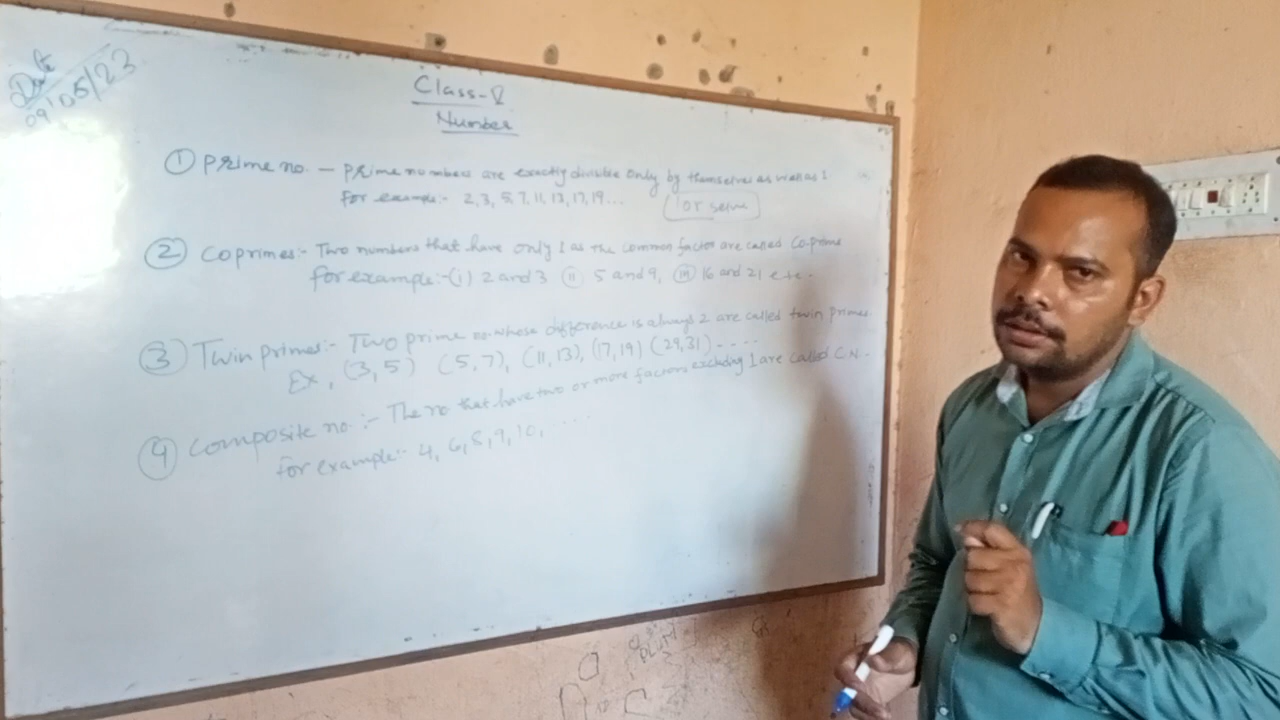 Date
09/05/23
Class-V
Number
① Prime no. – Prime numbers are exactly divisible only by themselves as well as 1
For example:- 2, 3, 5, 7, 11, 13, 17, 19...
② Coprimes:- Two numbers that have only 1 as the common factor are called Co-prime
for example:- (i) 2 and 3 (ii) 5 and 9, (iii) 16 and 21 etc.
③ Twin primes:- Two prime no. whose difference is always 2 are called twin primes.
Ex, (3, 5) (5, 7), (11, 13), (17, 19) (29, 31) - - - -
④ Composite no.:- The no that have two or more factors excluding 1 are called C.N.
for example:- 4, 6, 8, 9, 10, ...